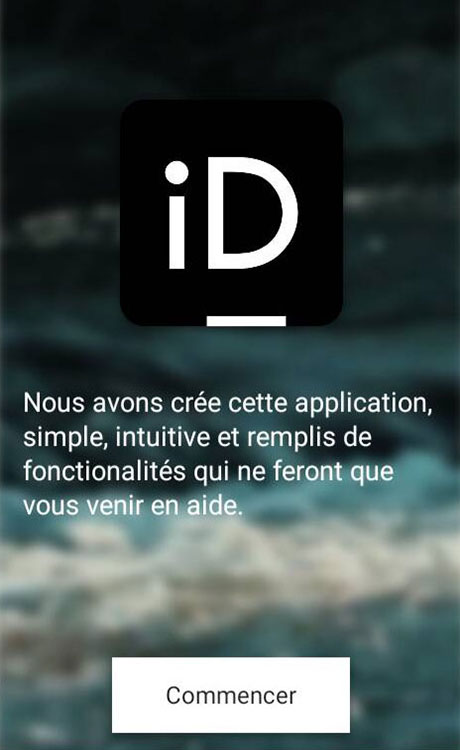 iD
Nous avons crée cette application,
simple, intuitive et remplis de
fonctionalités qui ne feront que
vous venir en aide.
Commencer